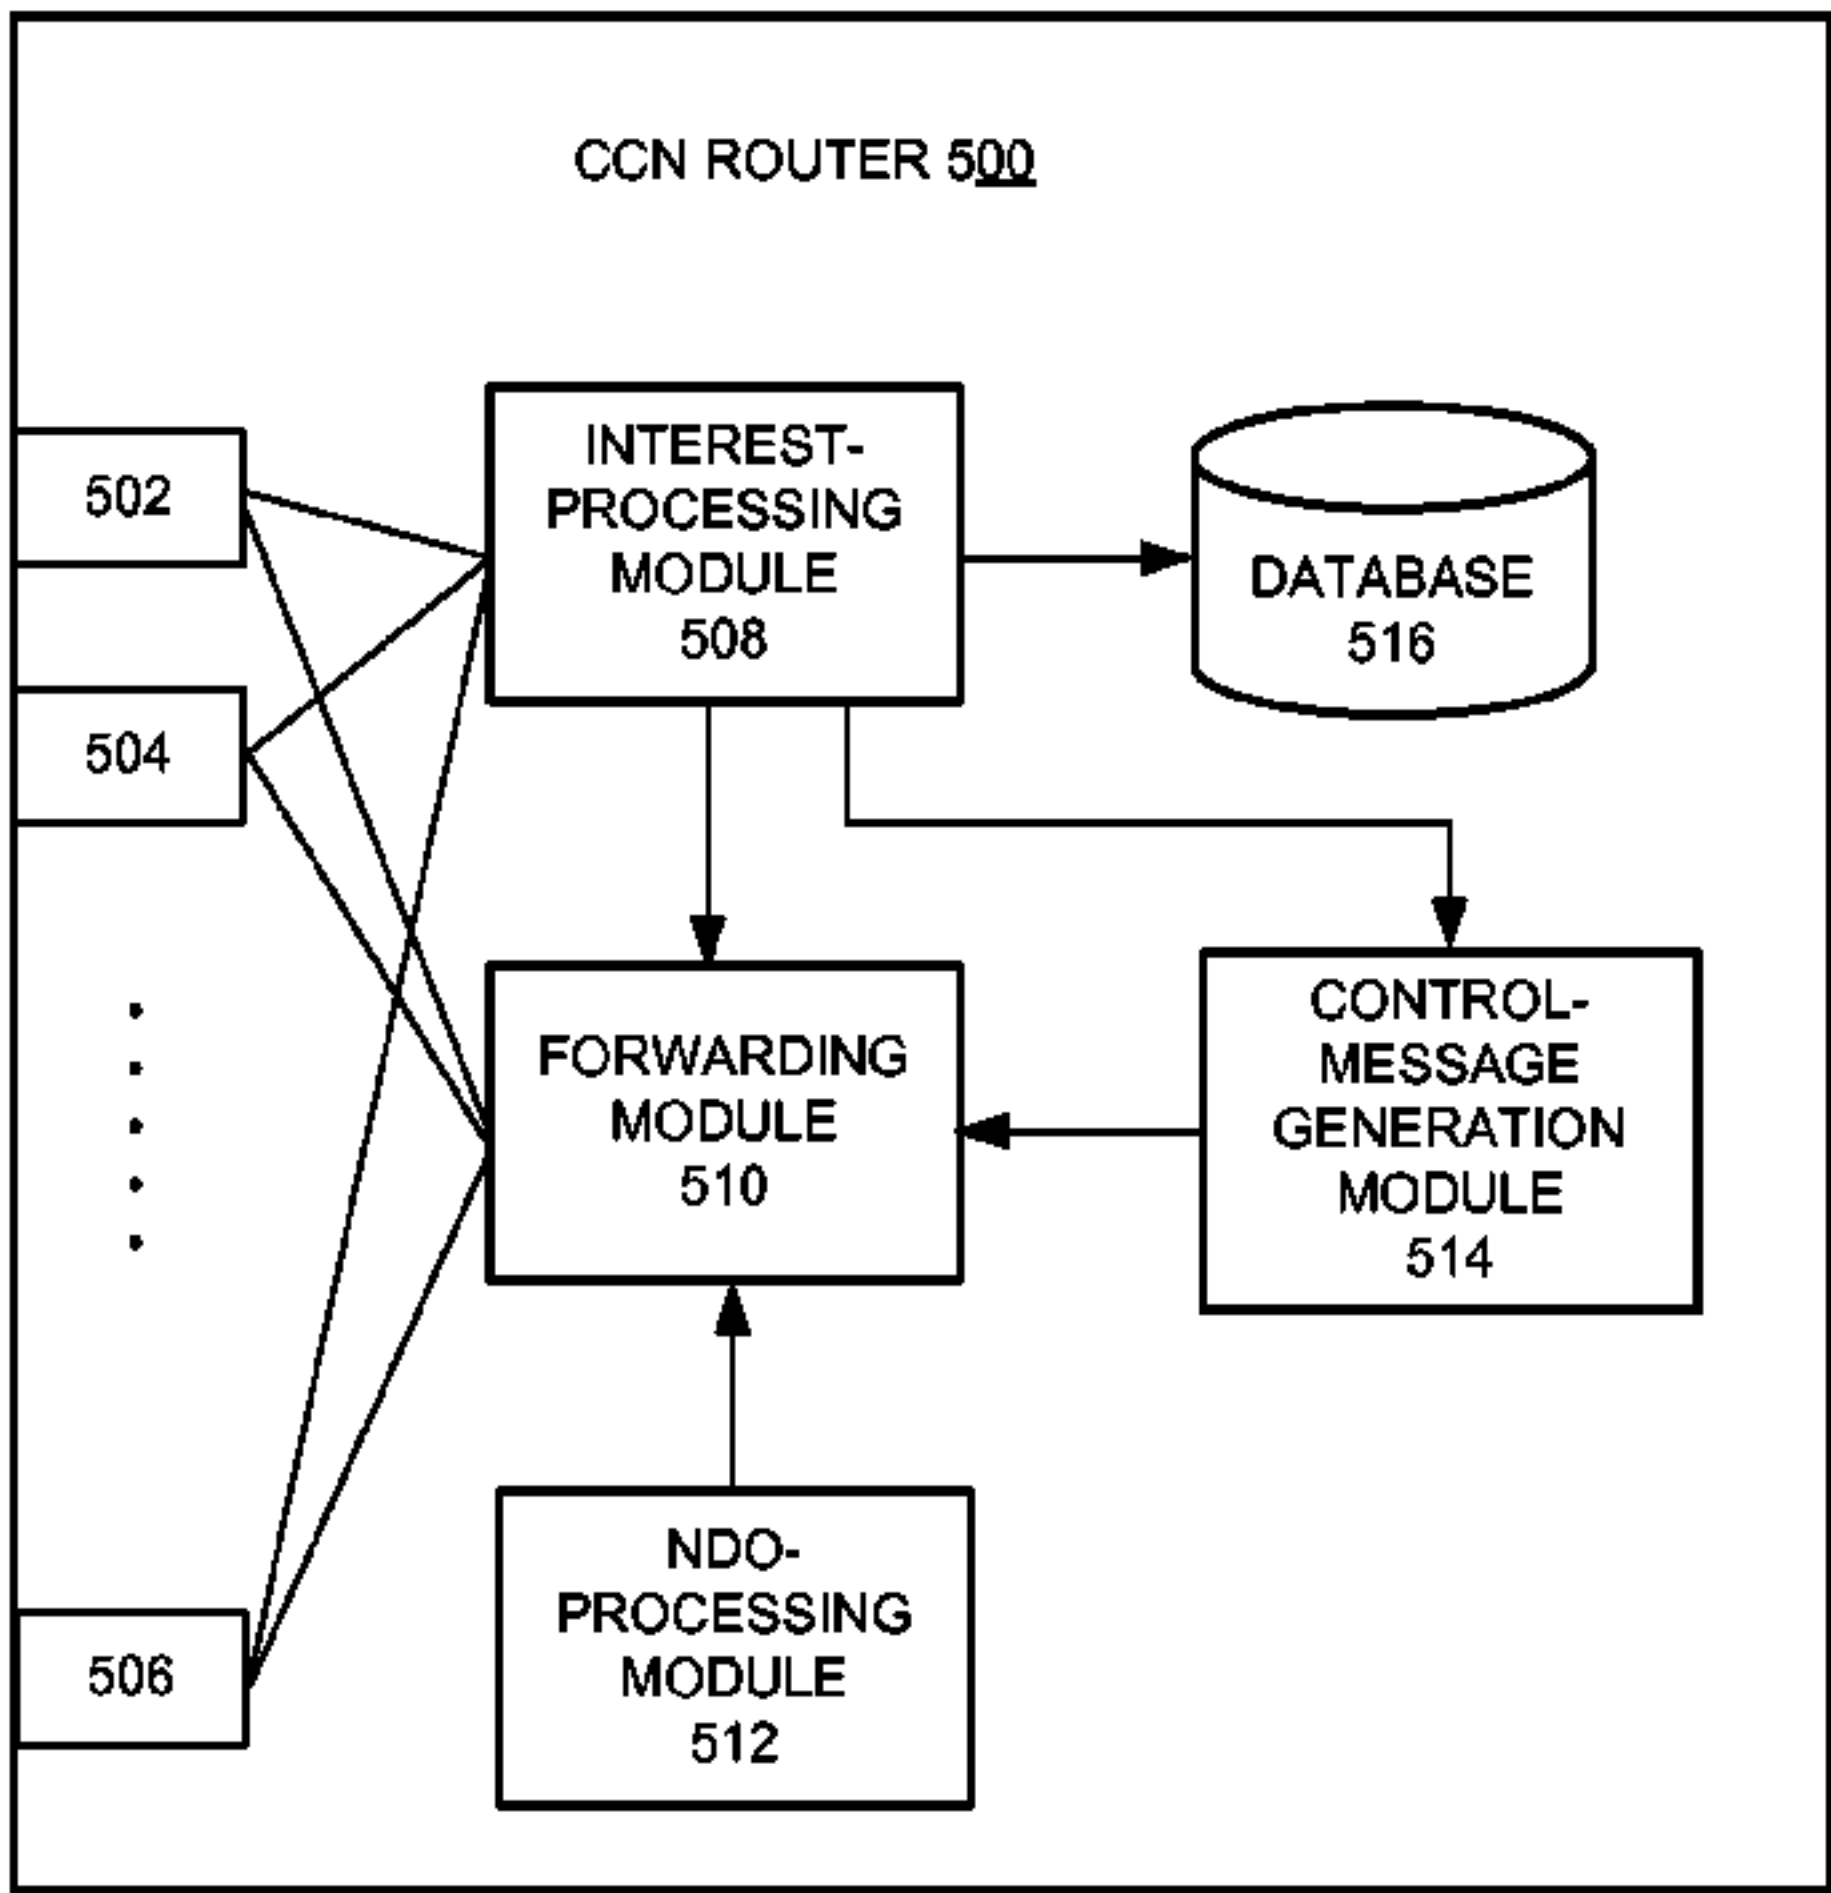 CCN ROUTER 500
502
504
506
INTEREST-
PROCESSING
MODULE
508
DATABASE
516
FORWARDING
MODULE
510
CONTROL-
MESSAGE
GENERATION
MODULE
514
NDO-
PROCESSING
MODULE
512